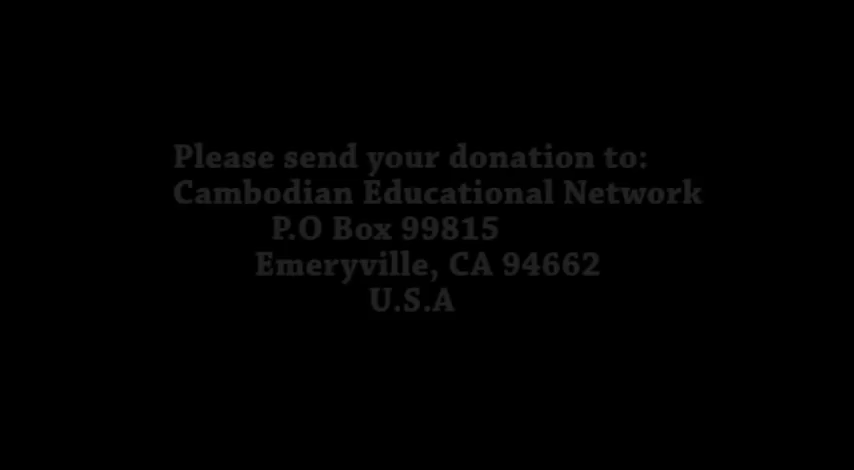 Please send your donation to:
Cambodian Educational Network
P.O Box 99815
Emeryville, CA 94662
U.S.A